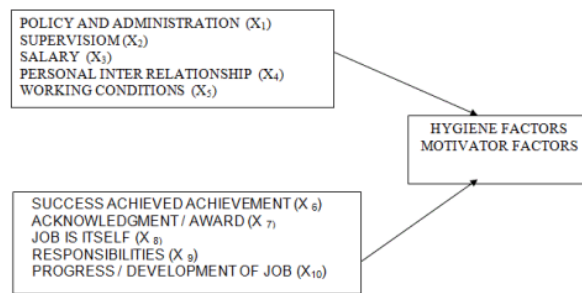 POLICY AND ADMINISTRATION (X₁)
SUPERVISIOM (X₂)
SALARY (X₃)
PERSONAL INTER RELATIONSHIP (X₄)
WORKING CONDITIONS (X₅)
HYGIENE FACTORS
MOTIVATOR FACTORS
SUCCESS ACHIEVED ACHIEVEMENT (X ₆)
ACKNOWLEDGMENT / AWARD (X ₇)
JOB IS ITSELF (X ₈)
RESPONSIBILITIES (X ₉)
PROGRESS / DEVELOPMENT OF JOB (X₁₀)